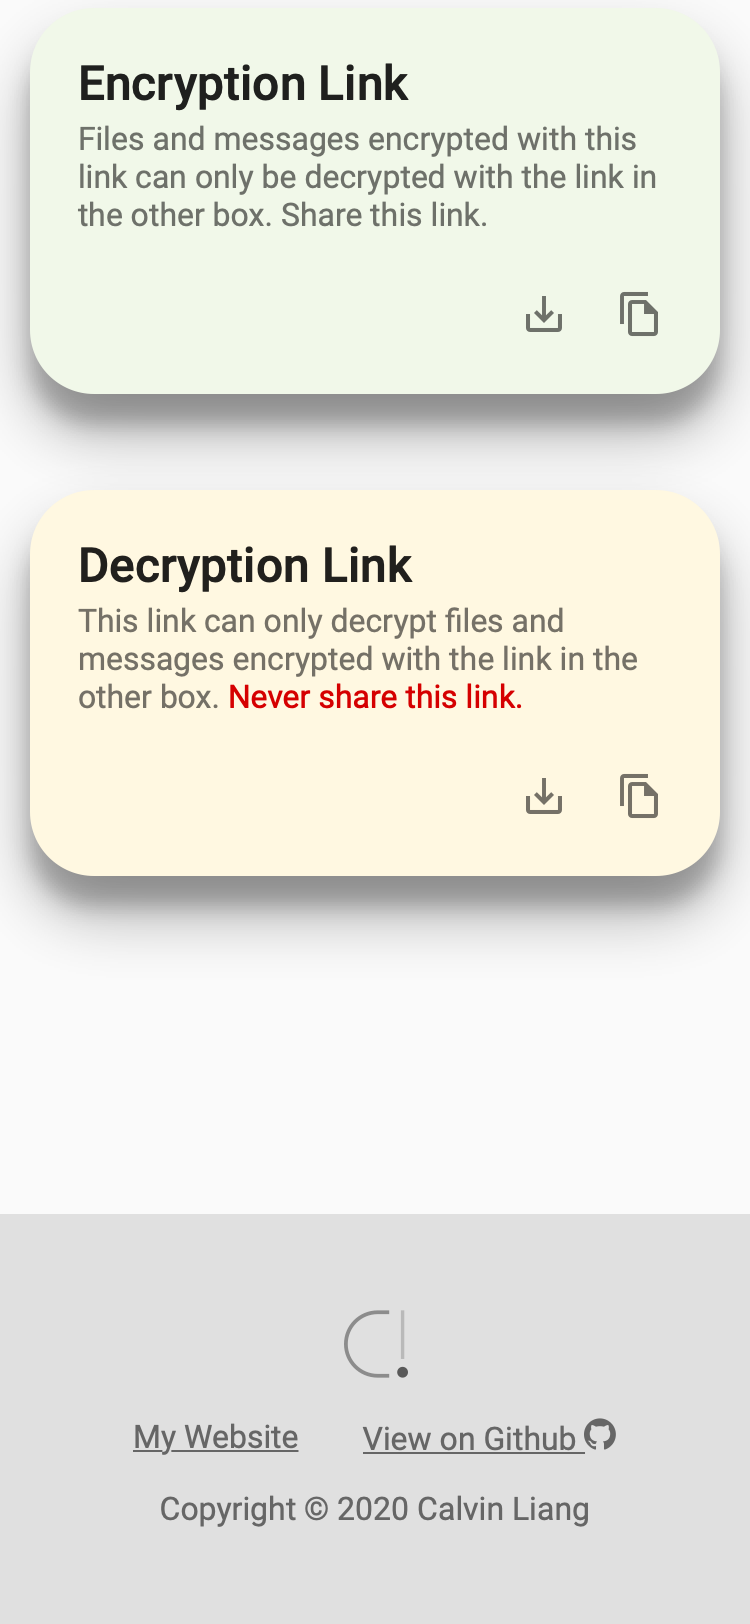 Encryption Link
Files and messages encrypted with this
link can only be decrypted with the link in
the other box. Share this link.
Decryption Link
This link can only decrypt files and
messages encrypted with the link in the
other box. Never share this link.
C!
My Website View on Github
Copyright © 2020 Calvin Liang